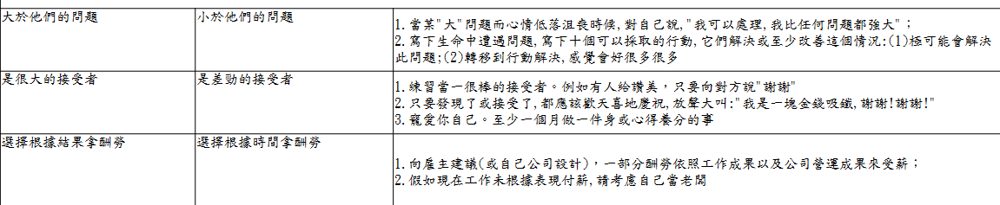 大於他們的問題
小於他們的問題
1.當某"大"問題而心情低落沮喪時候,對自己說,"我可以處理,我比任何問題都強大";
2.寫下生命中遭遇問題,寫下十個可以採取的行動,它們解決或至少改善這個情況:(1)極可能會解決
此問題;(2)轉移到行動解決,感覺會好很多很多
是很大的接受者
是差勁的接受者
1.練習當一很棒的接受者。例如有人給讚美,只要向對方說"謝謝"
2.只要發現了或接受了,都應該歡天喜地慶祝,放聲大叫:"我是一塊金錢吸鐵,謝謝!謝謝!"
3.寵愛你自己。至少一個月做一件身或心得養分的事
選擇根據結果拿酬勞
選擇根據時間拿酬勞
1.向雇主建議(或自己公司設計),一部分酬勞依照工作成果以及公司營運成果來受薪;
2.假如現在工作未根據表現付薪,請考慮自己當老闆